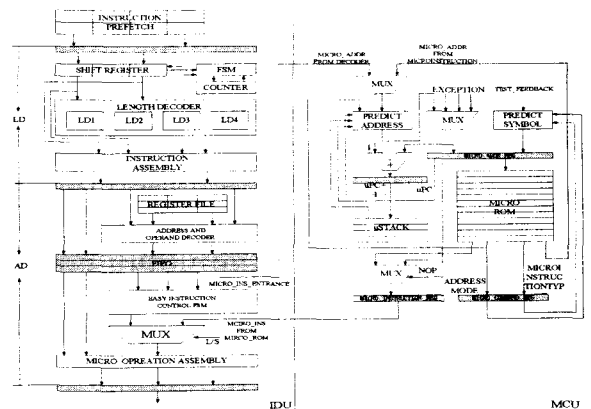 INSTRUCTION
PREFETCH
SHIFT REGISTER
FSM
COUNTER
LENGTH DECODER
LD1
LD2
LD3
LD4
LD
INSTRUCTION
ASSEMBLY
REGISTER FILE
ADDRESS AND
OPERAND DECODER
FIFO
AD
MICRO_INS_ENTRANCE
EASY INSTRUCTION
CONTROL FSM
MUX
MCIRO_INS
FROM
MIRCO_ROM
L/S
MICRO OPREATION ASSEMBLY
IDU
MICRO_ADDR
FROM DECODER
MICRO_ADDR
FROM
MICROINSTRUCTION
MUX
EXCEPTION
TEST_FEEDBACK
PREDICT
ADDRESS
MUX
PREDICT
SYMBOL
uPC
uPC
uSTACK
MICRO
ROM
MUX
NOP
ADDRESS
MODE
MICROI
NSTRUC
TIONTYP
MCU